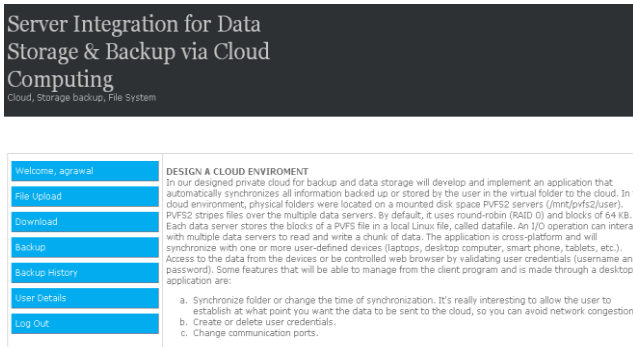 Server Integration for Data
Storage & Backup via Cloud
Computing
Cloud, Storage backup, File System
Welcome, agrawal
File Upload
Download
Backup
Backup History
User Details
Log Out
DESIGN A CLOUD ENVIROMENT
In our designed private cloud for backup and data storage will develop and implement an application that
automatically synchronizes all information backed up or stored by the user in the virtual folder to the cloud. In
cloud environment, physical folders were located on a mounted disk space PVFS2 servers (/mnt/pvfs2/user).
PVFS2 stripes files over the multiple data servers. By default, it uses round-robin (RAID 0) and blocks of 64 KB.
Each data server stores the blocks of a PVFS file in a local Linux file, called datafile. An I/O operation can intera
with multiple data servers to read and write a chunk of data. The application is cross-platform and will
synchronize with one or more user-defined devices (laptops, desktop computer, smart phone, tablets, etc.).
Access to the data from the devices or be controlled web browser by validating user credentials (username an
password). Some features that will be able to manage from the client program and is made through a desktop
application are:
a. Synchronize folder or change the time of synchronization. It's really interesting to allow the user to
establish at what point you want the data to be sent to the cloud, so you can avoid network congestion
b. Create or delete user credentials.
c. Change communication ports.